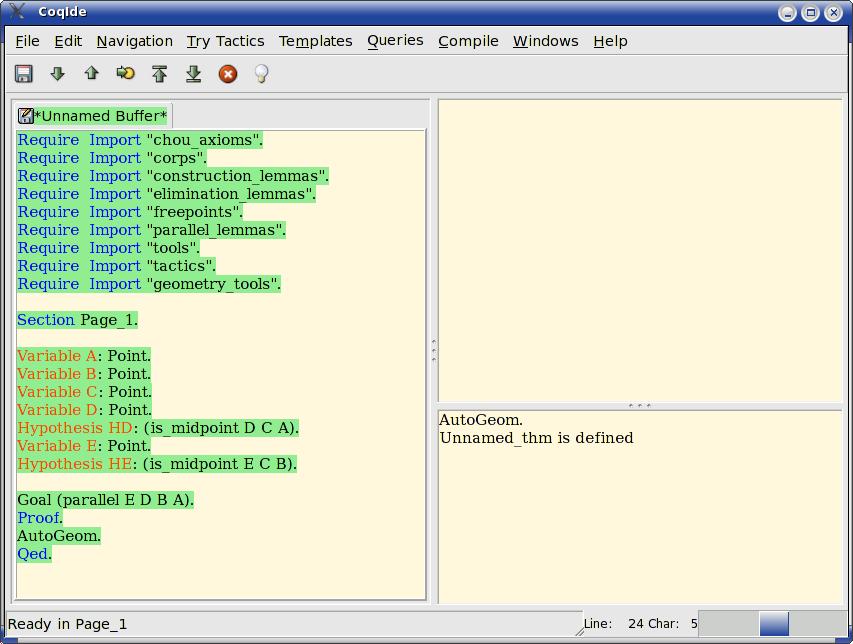 CoqIde
File Edit Navigation Try Tactics Templates Queries Compile Windows Help
*Unnamed Buffer*
Require  Import "chou_axioms".
Require  Import "corps".
Require  Import "construction_lemmas".
Require  Import "elimination_lemmas".
Require  Import "freepoints".
Require  Import "parallel_lemmas".
Require  Import "tools".
Require  Import "tactics".
Require  Import "geometry_tools".
Section Page_1.
Variable A: Point.
Variable B: Point.
Variable C: Point.
Variable D: Point.
Hypothesis HD: (is_midpoint D C A).
Variable E: Point.
Hypothesis HE: (is_midpoint E C B).
Goal (parallel E D B A).
Proof.
AutoGeom.
Qed.
AutoGeom.
Unnamed_thm is defined
Ready in Page_1
Line: 24 Char: 5